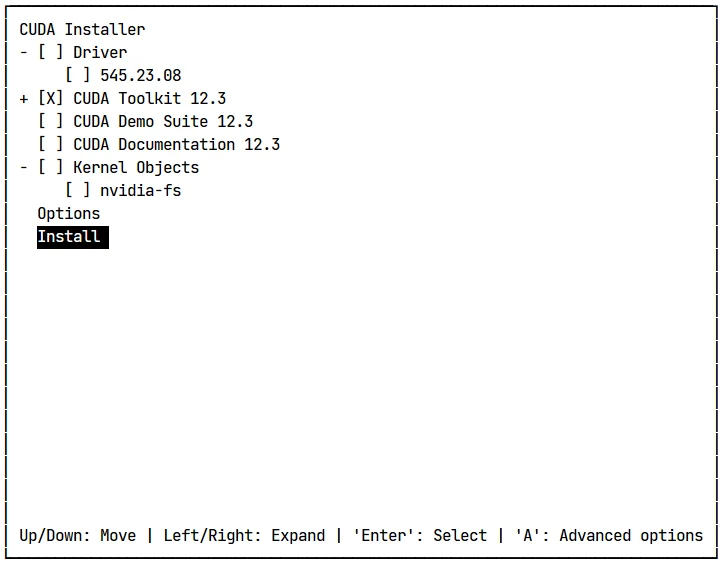 CUDA Installer
- [ ] Driver
     [ ] 545.23.08
+ [X] CUDA Toolkit 12.3
  [ ] CUDA Demo Suite 12.3
  [ ] CUDA Documentation 12.3
- [ ] Kernel Objects
     [ ] nvidia-fs
  Options
  Install
Up/Down: Move | Left/Right: Expand | 'Enter': Select | 'A': Advanced options